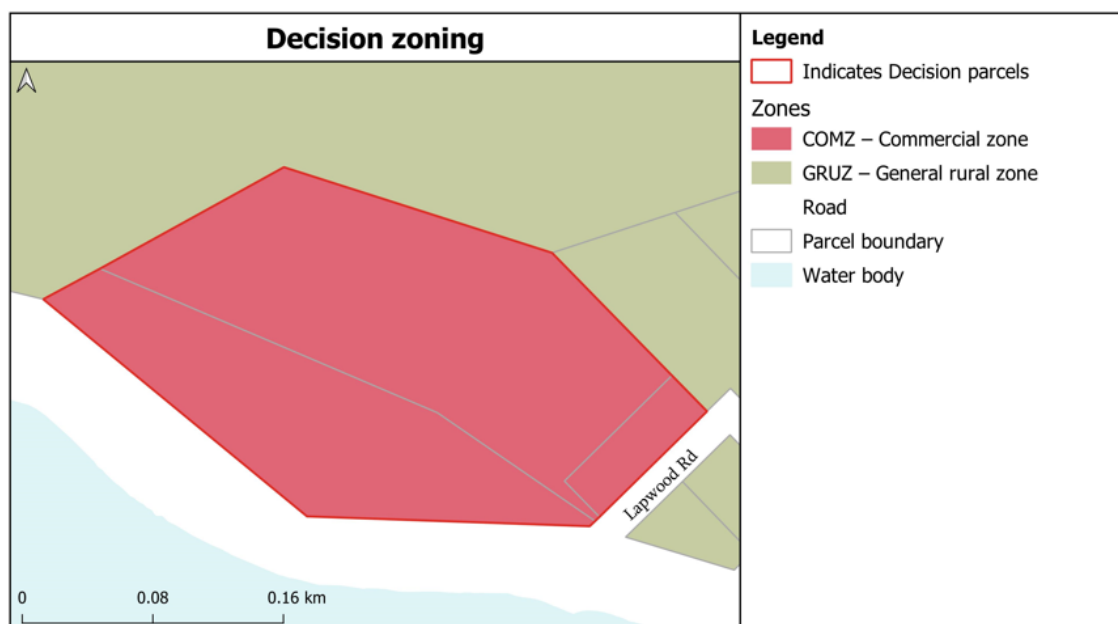 Decision zoning
Legend
Indicates Decision parcels
Zones
COMZ – Commercial zone
GRUZ – General rural zone
Road
Parcel boundary
Water body
Lapwood Rd
0 0.08 0.16 km